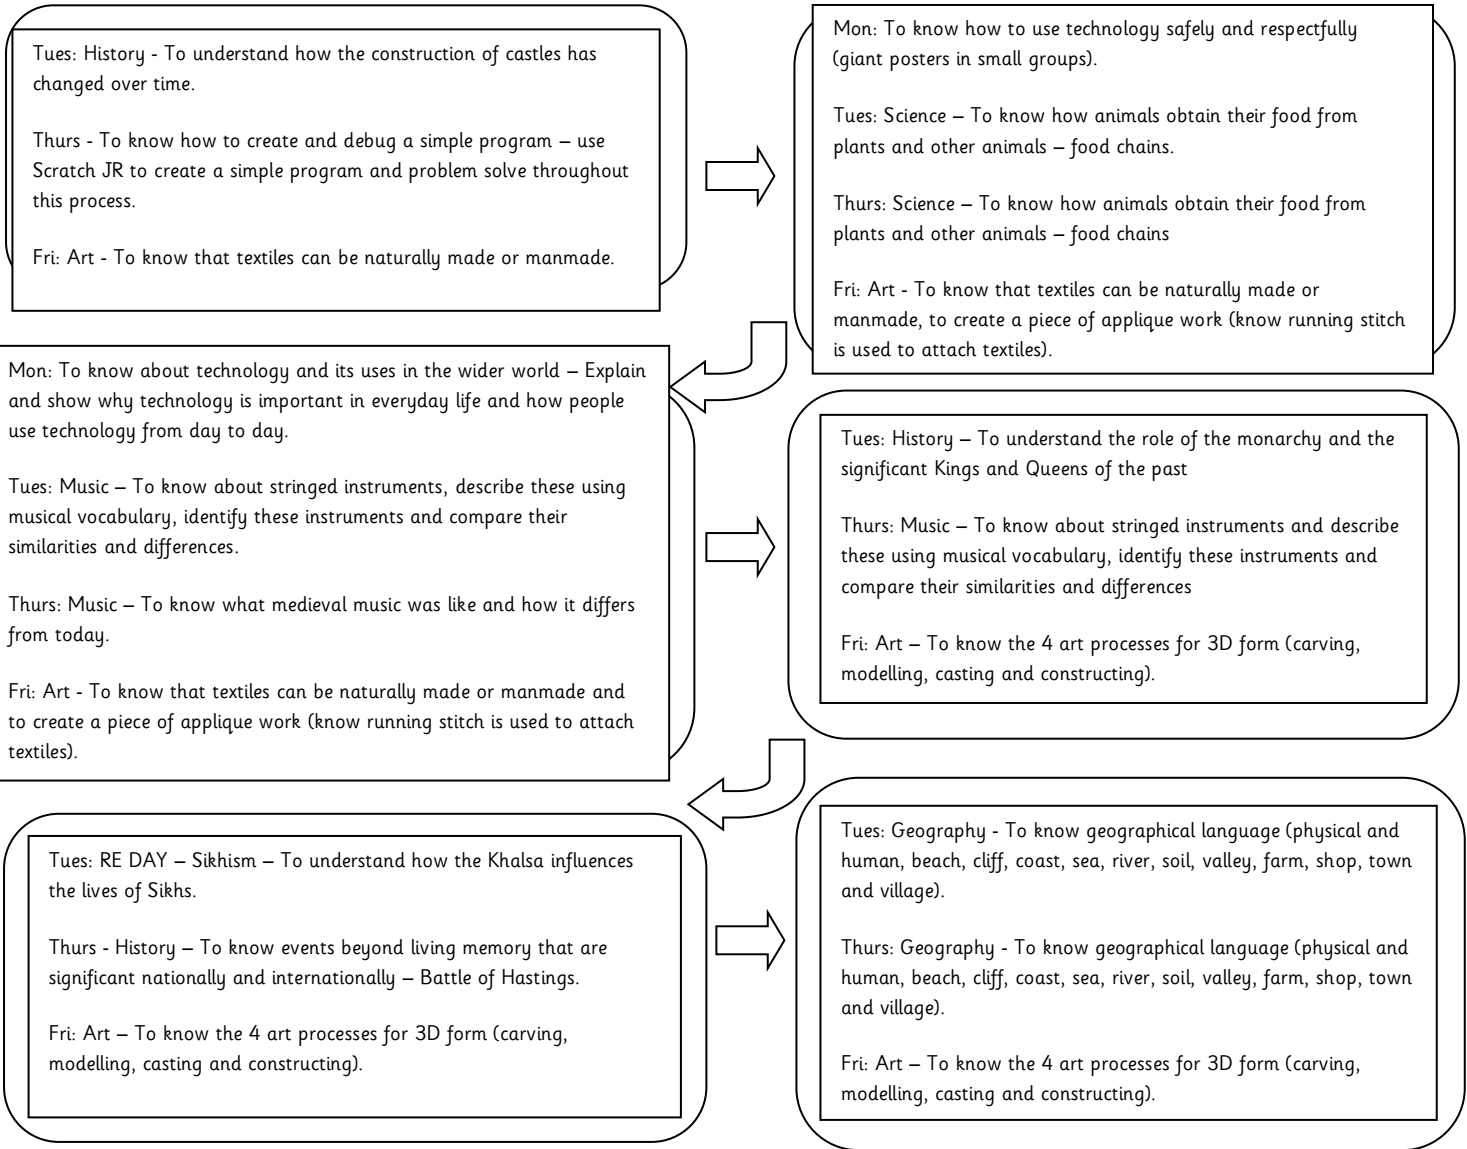 Tues: History - To understand how the construction of castles has
changed over time.
Thurs - To know how to create and debug a simple program – use
Scratch JR to create a simple program and problem solve throughout
this process.
Fri: Art - To know that textiles can be naturally made or manmade.
Mon: To know how to use technology safely and respectfully
(giant posters in small groups).
Tues: Science – To know how animals obtain their food from
plants and other animals – food chains.
Thurs: Science – To know how animals obtain their food from
plants and other animals – food chains
Fri: Art - To know that textiles can be naturally made or
manmade, to create a piece of applique work (know running stitch
is used to attach textiles).
Mon: To know about technology and its uses in the wider world – Explain
and show why technology is important in everyday life and how people
use technology from day to day.
Tues: Music – To know about stringed instruments, describe these using
musical vocabulary, identify these instruments and compare their
similarities and differences.
Thurs: Music – To know what medieval music was like and how it differs
from today.
Fri: Art - To know that textiles can be naturally made or manmade and
to create a piece of applique work (know running stitch is used to attach
textiles).
Tues: History – To understand the role of the monarchy and the
significant Kings and Queens of the past
Thurs: Music – To know about stringed instruments and describe
these using musical vocabulary, identify these instruments and
compare their similarities and differences
Fri: Art – To know the 4 art processes for 3D form (carving,
modelling, casting and constructing).
Tues: RE DAY – Sikhism – To understand how the Khalsa influences
the lives of Sikhs.
Thurs - History – To know events beyond living memory that are
significant nationally and internationally – Battle of Hastings.
Fri: Art – To know the 4 art processes for 3D form (carving,
modelling, casting and constructing).
Tues: Geography - To know geographical language (physical and
human, beach, cliff, coast, sea, river, soil, valley, farm, shop, town
and village).
Thurs: Geography - To know geographical language (physical and
human, beach, cliff, coast, sea, river, soil, valley, farm, shop, town
and village).
Fri: Art – To know the 4 art processes for 3D form (carving,
modelling, casting and constructing).